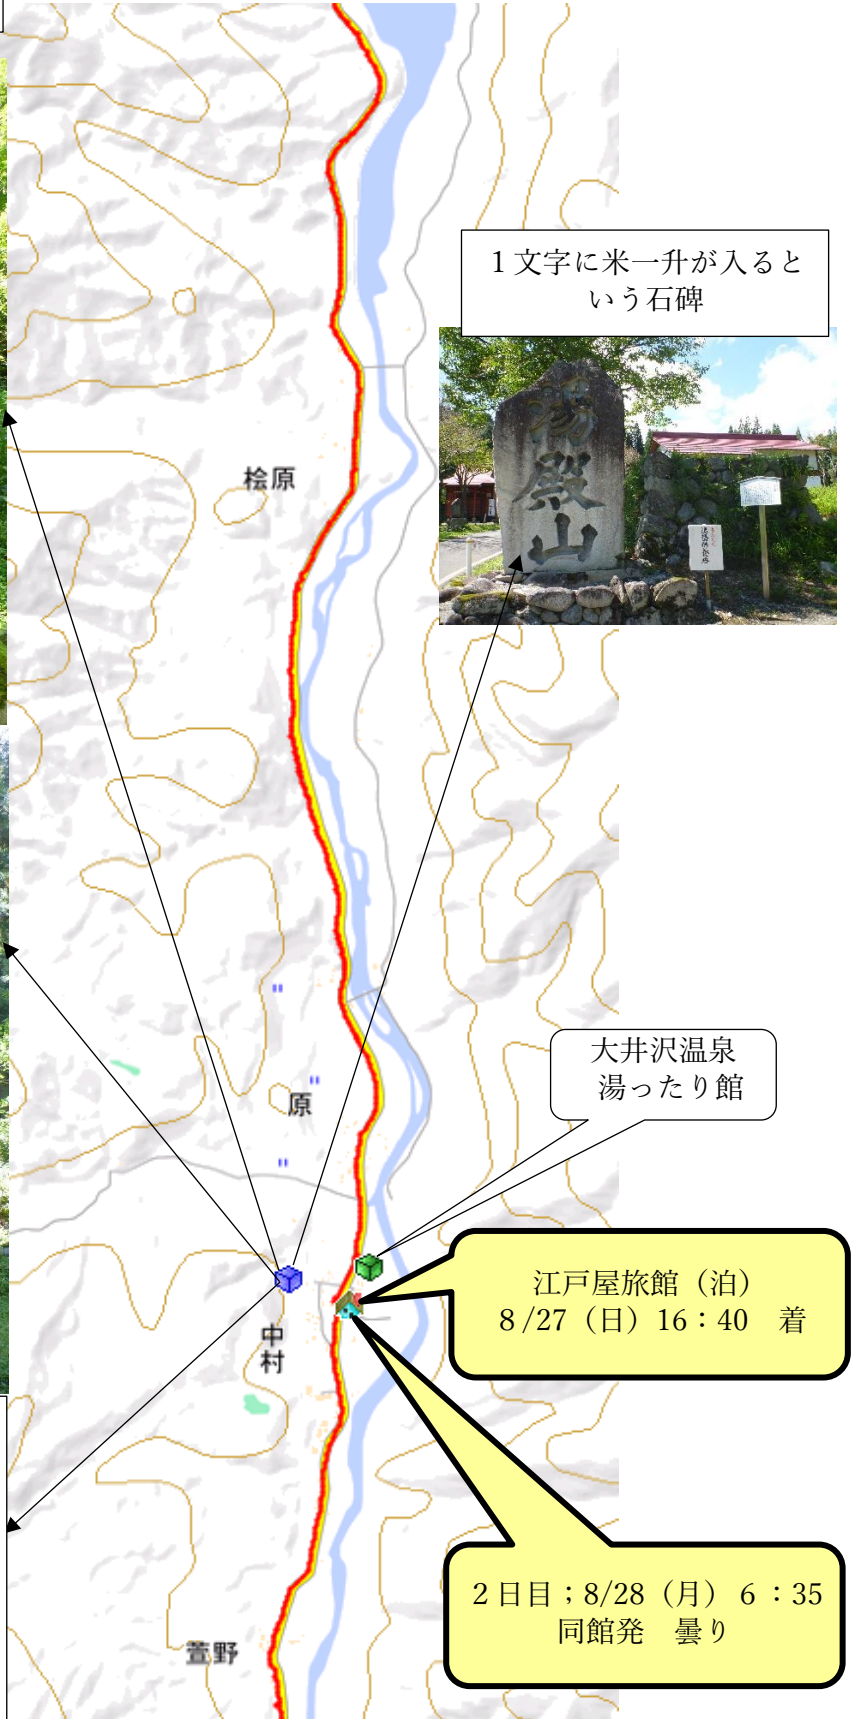 1文字に米一升が入ると
いう石碑
湯
殿
山
桧原
大井沢温泉
湯ったり館
原
江戸屋旅館（泊）
8/27（日）16：40　着
中
村
2日目；8/28（月）6：35
同館発　曇り
萱野